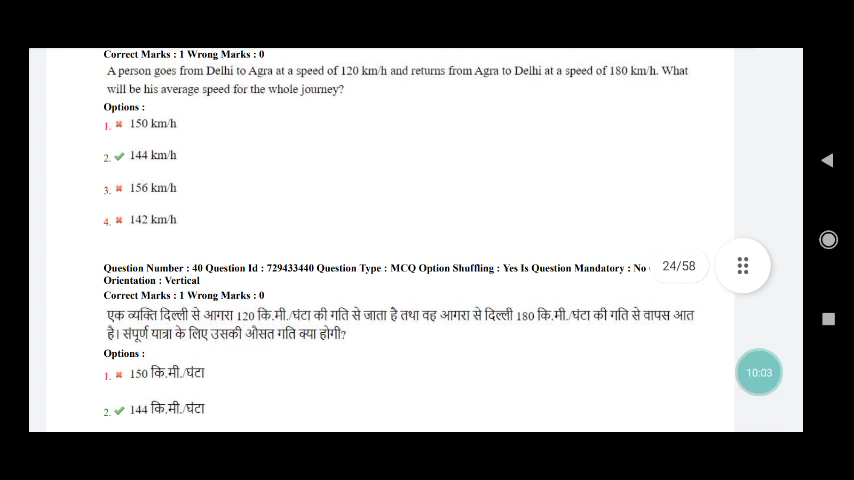 Correct Marks : 1 Wrong Marks : 0
A person goes from Delhi to Agra at a speed of 120 km/h and returns from Agra to Delhi at a speed of 180 km/h. What
will be his average speed for the whole journey?
Options :
1. 150 km/h
2. 144 km/h
3. 156 km/h
4. 142 km/h
Question Number : 40 Question Id : 729433440 Question Type : MCQ Option Shuffling : Yes Is Question Mandatory : No
24/58
Orientation : Vertical
Correct Marks : 1 Wrong Marks : 0
एक व्यक्ति दिल्ली से आगरा 120 कि.मी./घंटा की गति से जाता है तथा वह आगरा से दिल्ली 180 कि.मी./घंटा की गति से वापस आत
है। संपूर्ण यात्रा के लिए उसकी औसत गति क्या होगी?
Options :
1. 150 कि.मी./घंटा
10:03
2. 144 कि.मी./घंटा